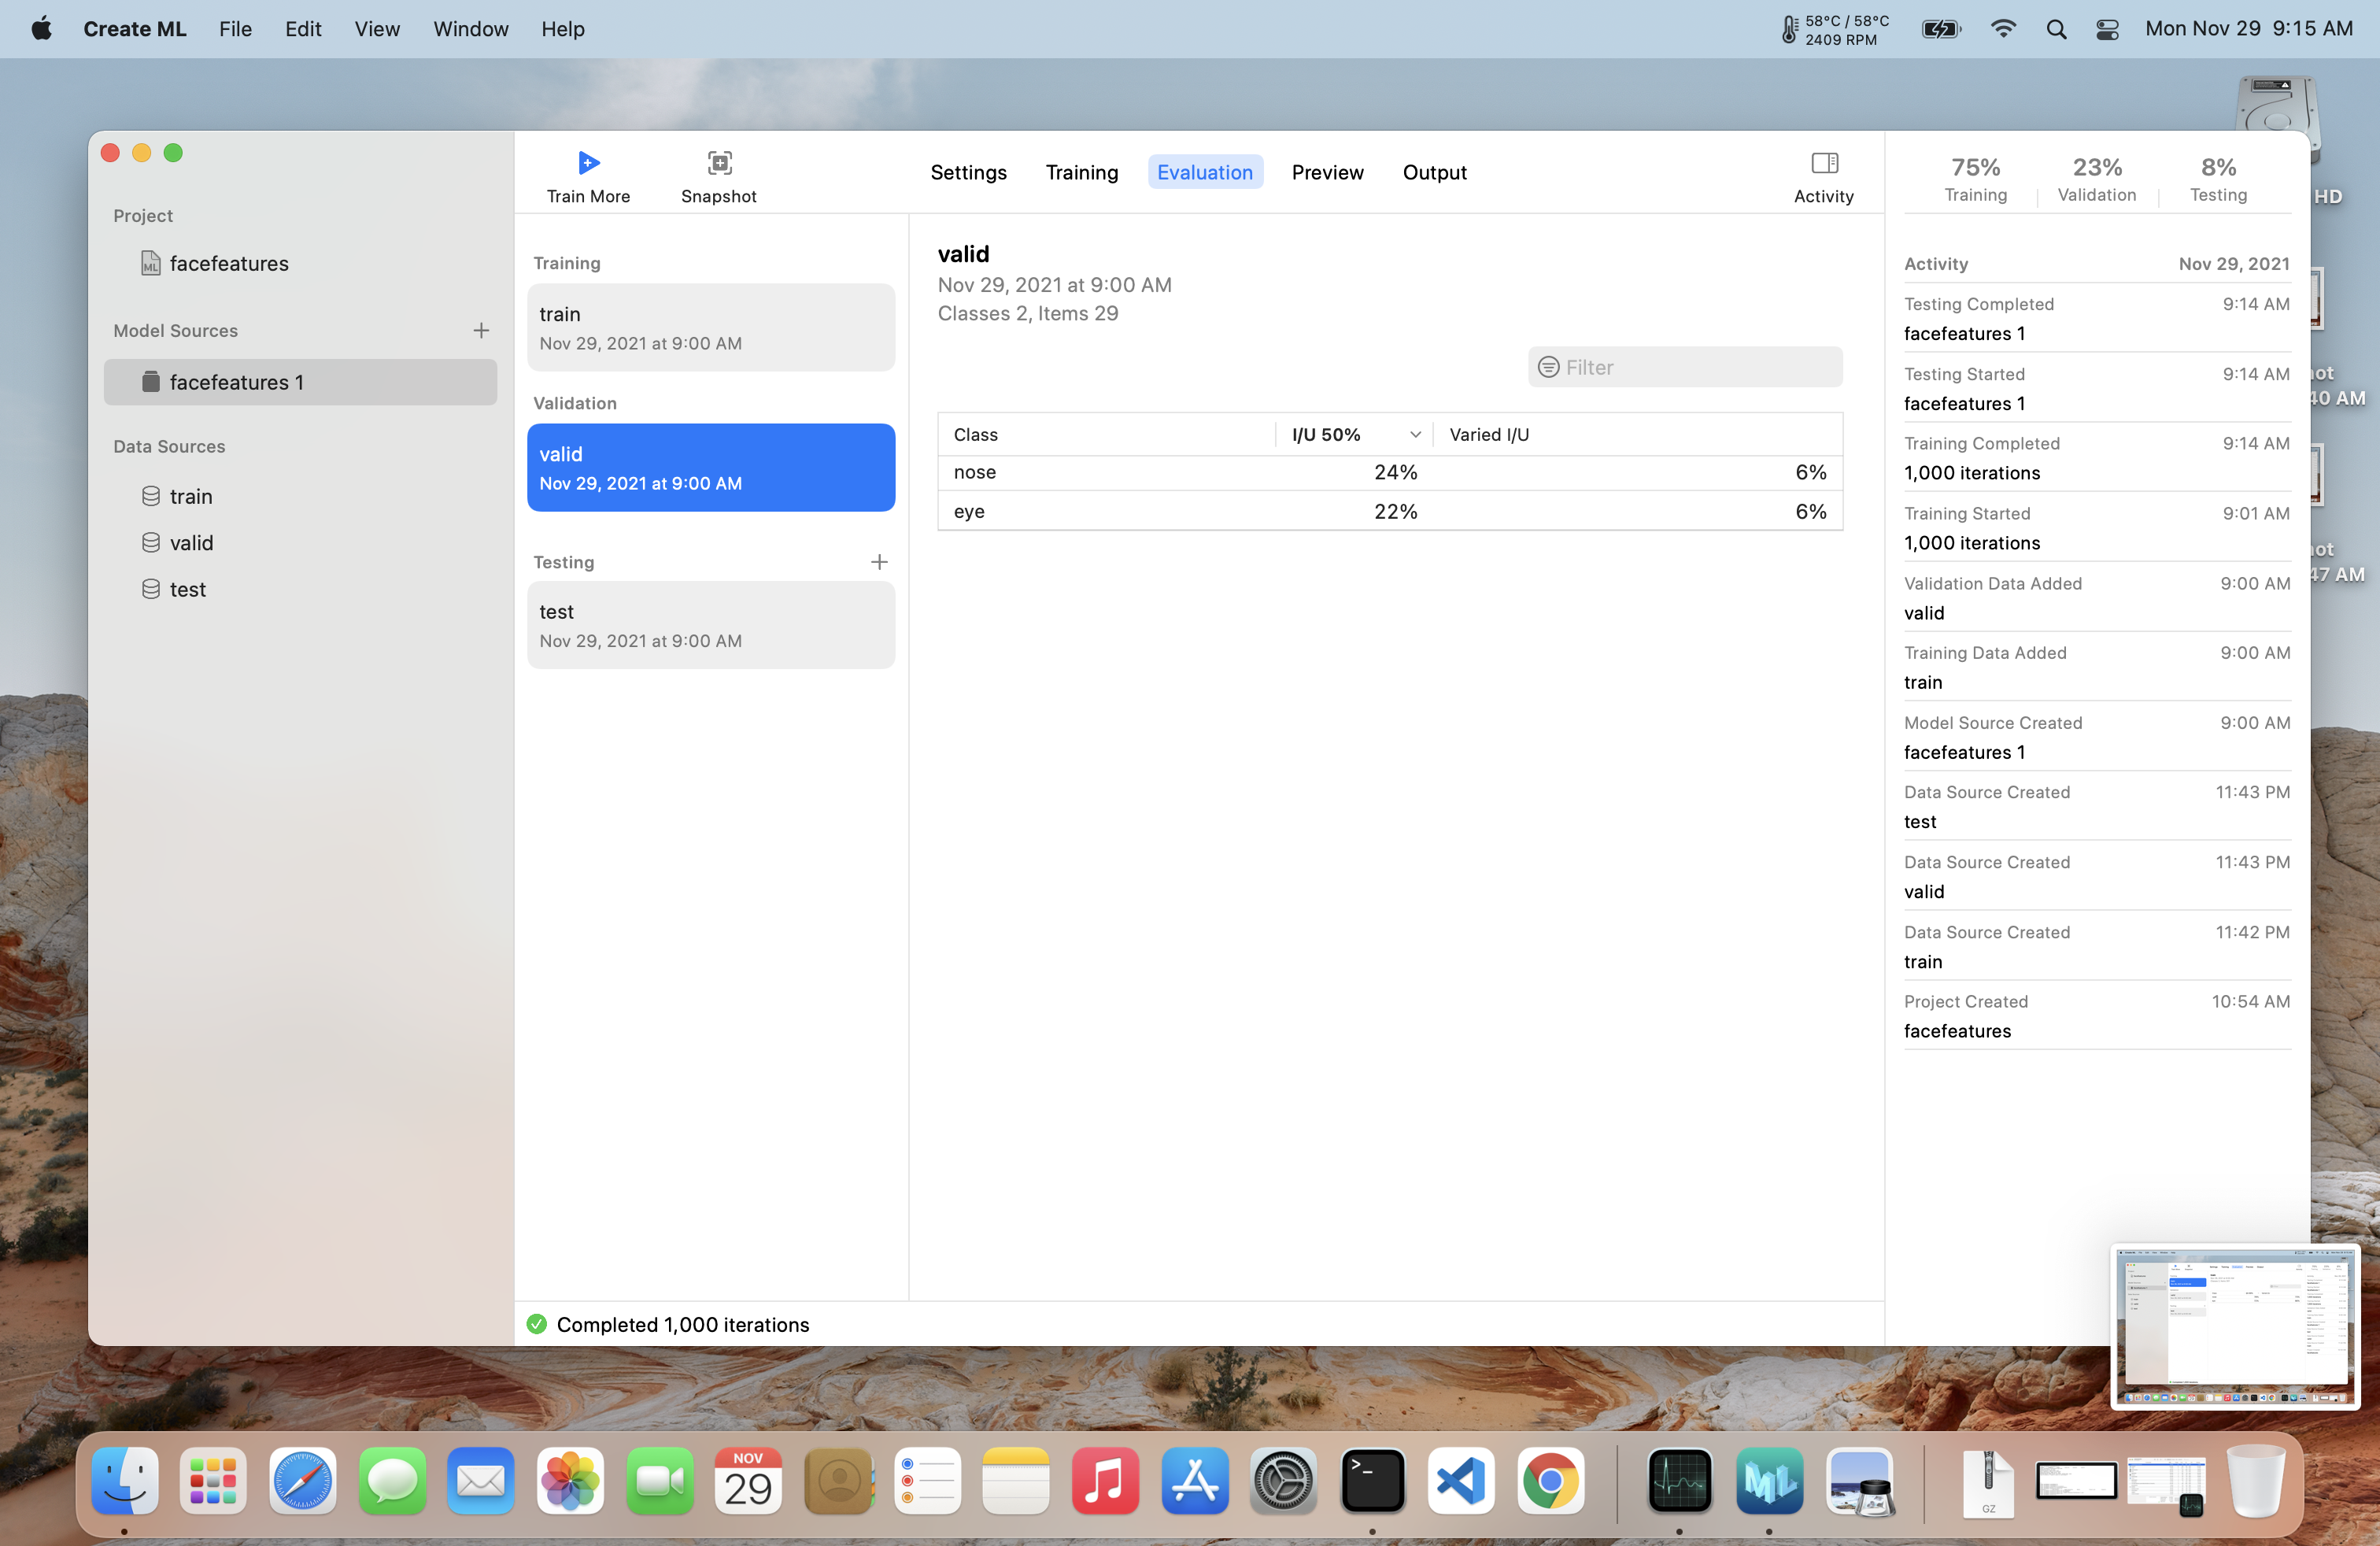 Create ML File Edit View Window Help
58°C / 58°C
2409 RPM
Mon Nov 29 9:15 AM
Project
facefeatures
Model Sources
facefeatures 1
Data Sources
train
valid
test
Train More
Snapshot
Settings Training Evaluation Preview Output
Activity
Training
train
Nov 29, 2021 at 9:00 AM
Validation
valid
Nov 29, 2021 at 9:00 AM
Testing
test
Nov 29, 2021 at 9:00 AM
valid
Nov 29, 2021 at 9:00 AM
Classes 2, Items 29
Filter
Class I/U 50% Varied I/U
nose 24% 6%
eye 22% 6%
Completed 1,000 iterations
75% 23% 8%
Training Validation Testing
Activity Nov 29, 2021
Testing Completed 9:14 AM
facefeatures 1
Testing Started 9:14 AM
facefeatures 1
Training Completed 9:14 AM
1,000 iterations
Training Started 9:01 AM
1,000 iterations
Validation Data Added 9:00 AM
valid
Training Data Added 9:00 AM
train
Model Source Created 9:00 AM
facefeatures 1
Data Source Created 11:43 PM
test
Data Source Created 11:43 PM
valid
Data Source Created 11:42 PM
train
Project Created 10:54 AM
facefeatures
HD
ot
40 AM
ot
47 AM
NOV
29
>_
ML
GZ